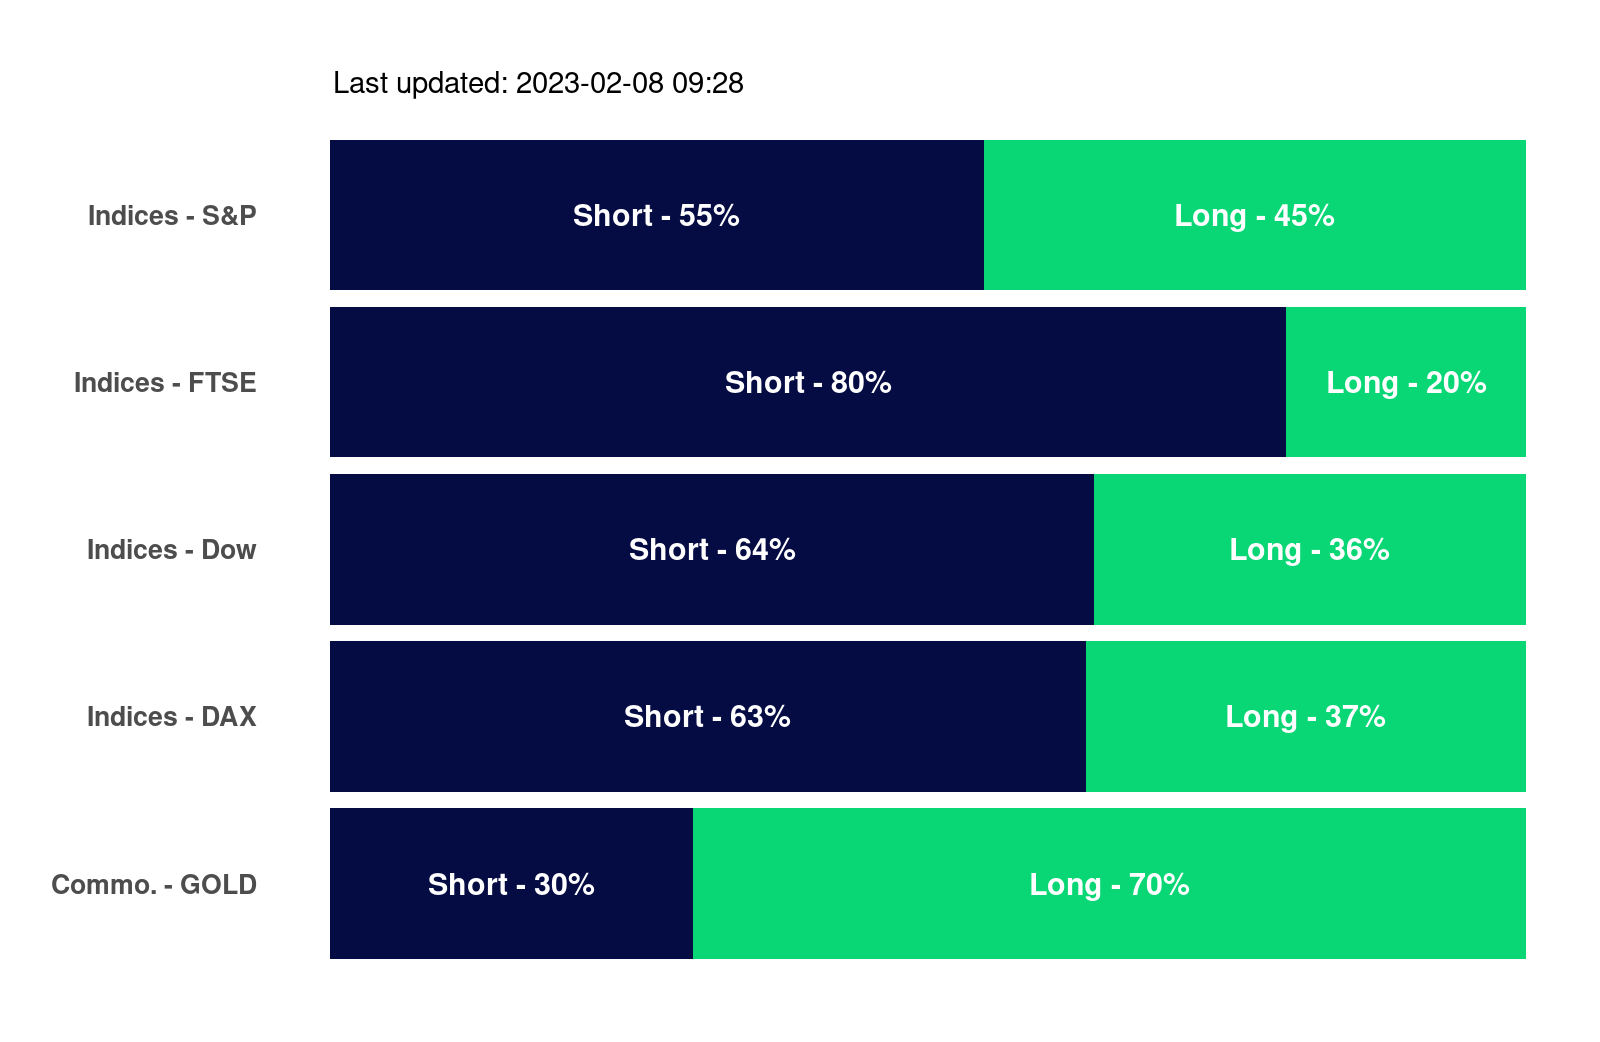 Last updated: 2023-02-08 09:28
Indices - S&P Short - 55% Long - 45%
Indices - FTSE Short - 80% Long - 20%
Indices - Dow Short - 64% Long - 36%
Indices - DAX Short - 63% Long - 37%
Commo. - GOLD Short - 30% Long - 70%